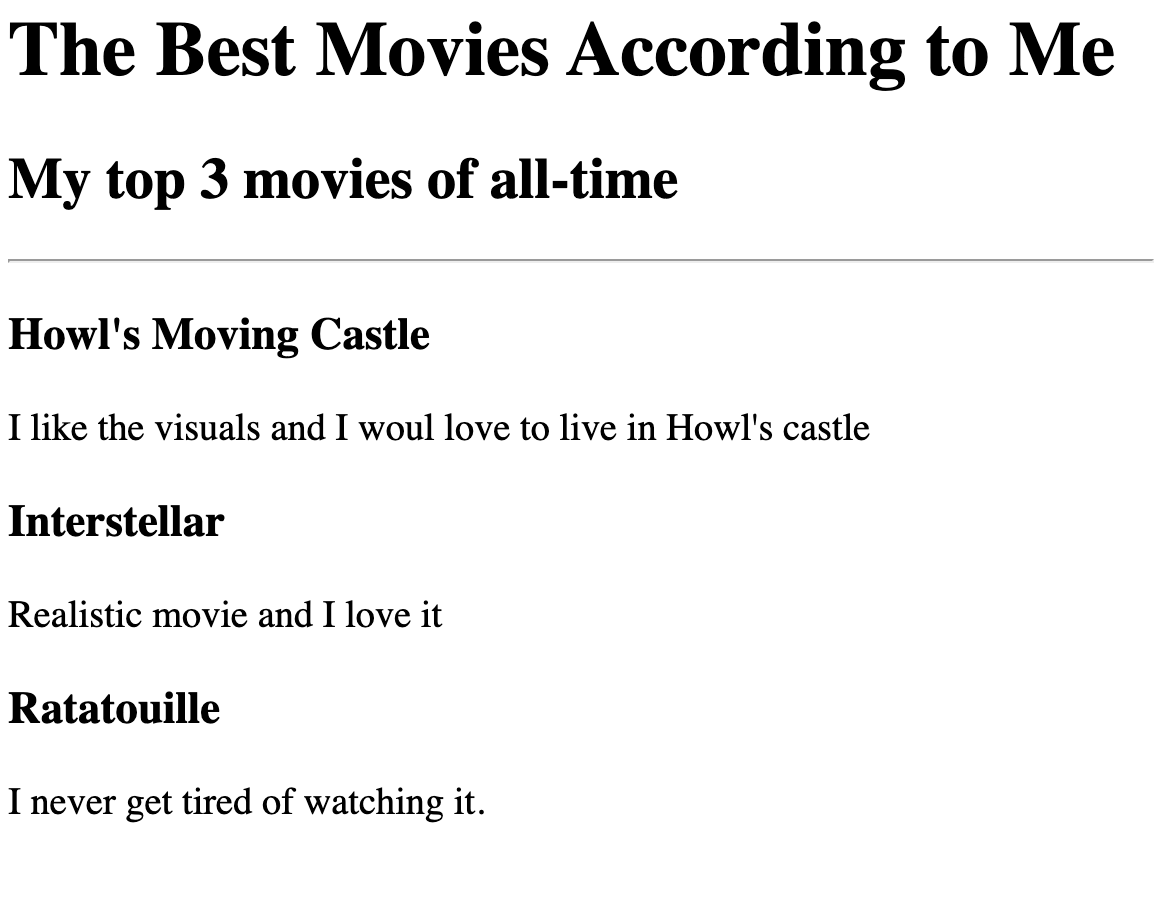 The Best Movies According to Me
My top 3 movies of all-time
Howl's Moving Castle
I like the visuals and I woul love to live in Howl's castle
Interstellar
Realistic movie and I love it
Ratatouille
I never get tired of watching it.